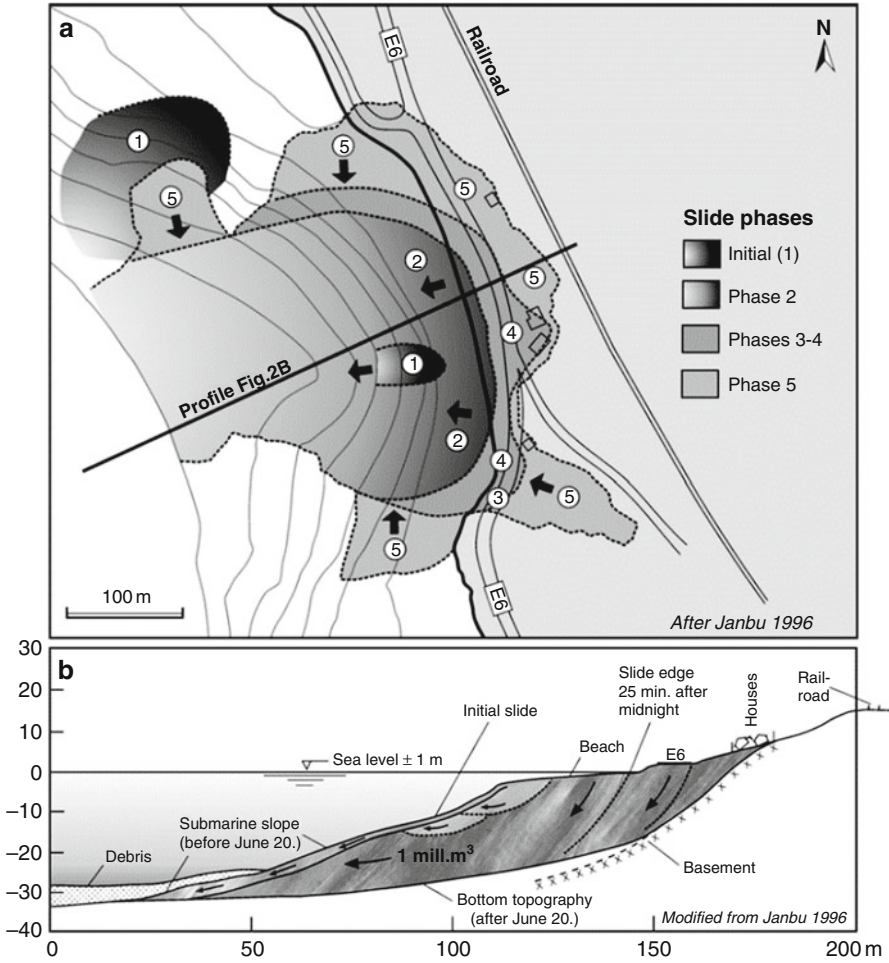 a
E6
Railroad
N
1
5
5
5
2
5
4
1
2
4
3
5
5
Profile Fig.2B
E6
100 m
Slide phases
Initial (1)
Phase 2
Phases 3-4
Phase 5
After Janbu 1996
b
30
20
10
0
–10
–20
–30
–40
Slide edge
25 min. after
midnight
Houses
Rail-
road
Initial slide
Sea level ± 1 m
Beach
E6
Submarine slope
(before June 20.)
Debris
1 mill.m³
Basement
Bottom topography
(after June 20.)
Modified from Janbu 1996
0
50
100
150
200 m